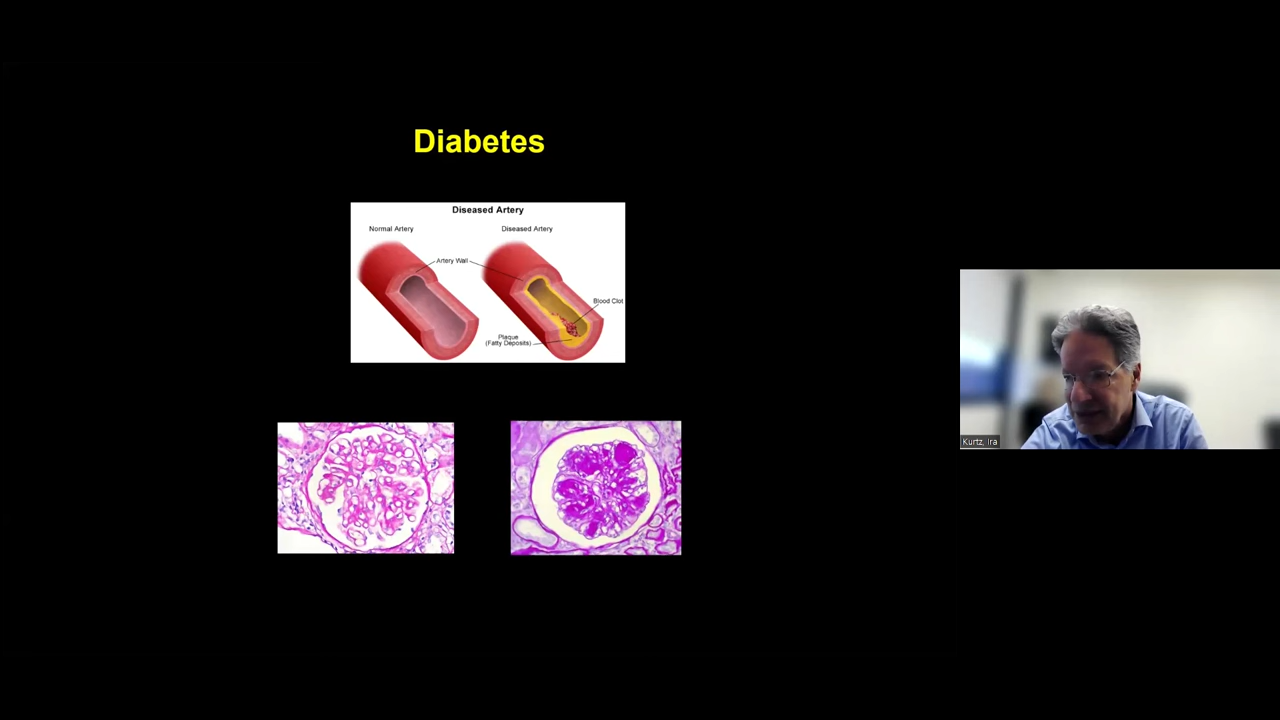 Diabetes
Diseased Artery
Normal Artery
Diseased Artery
Artery Wall
Blood Clot
Plaque
(Fatty Deposits)
Kurtz, Ira